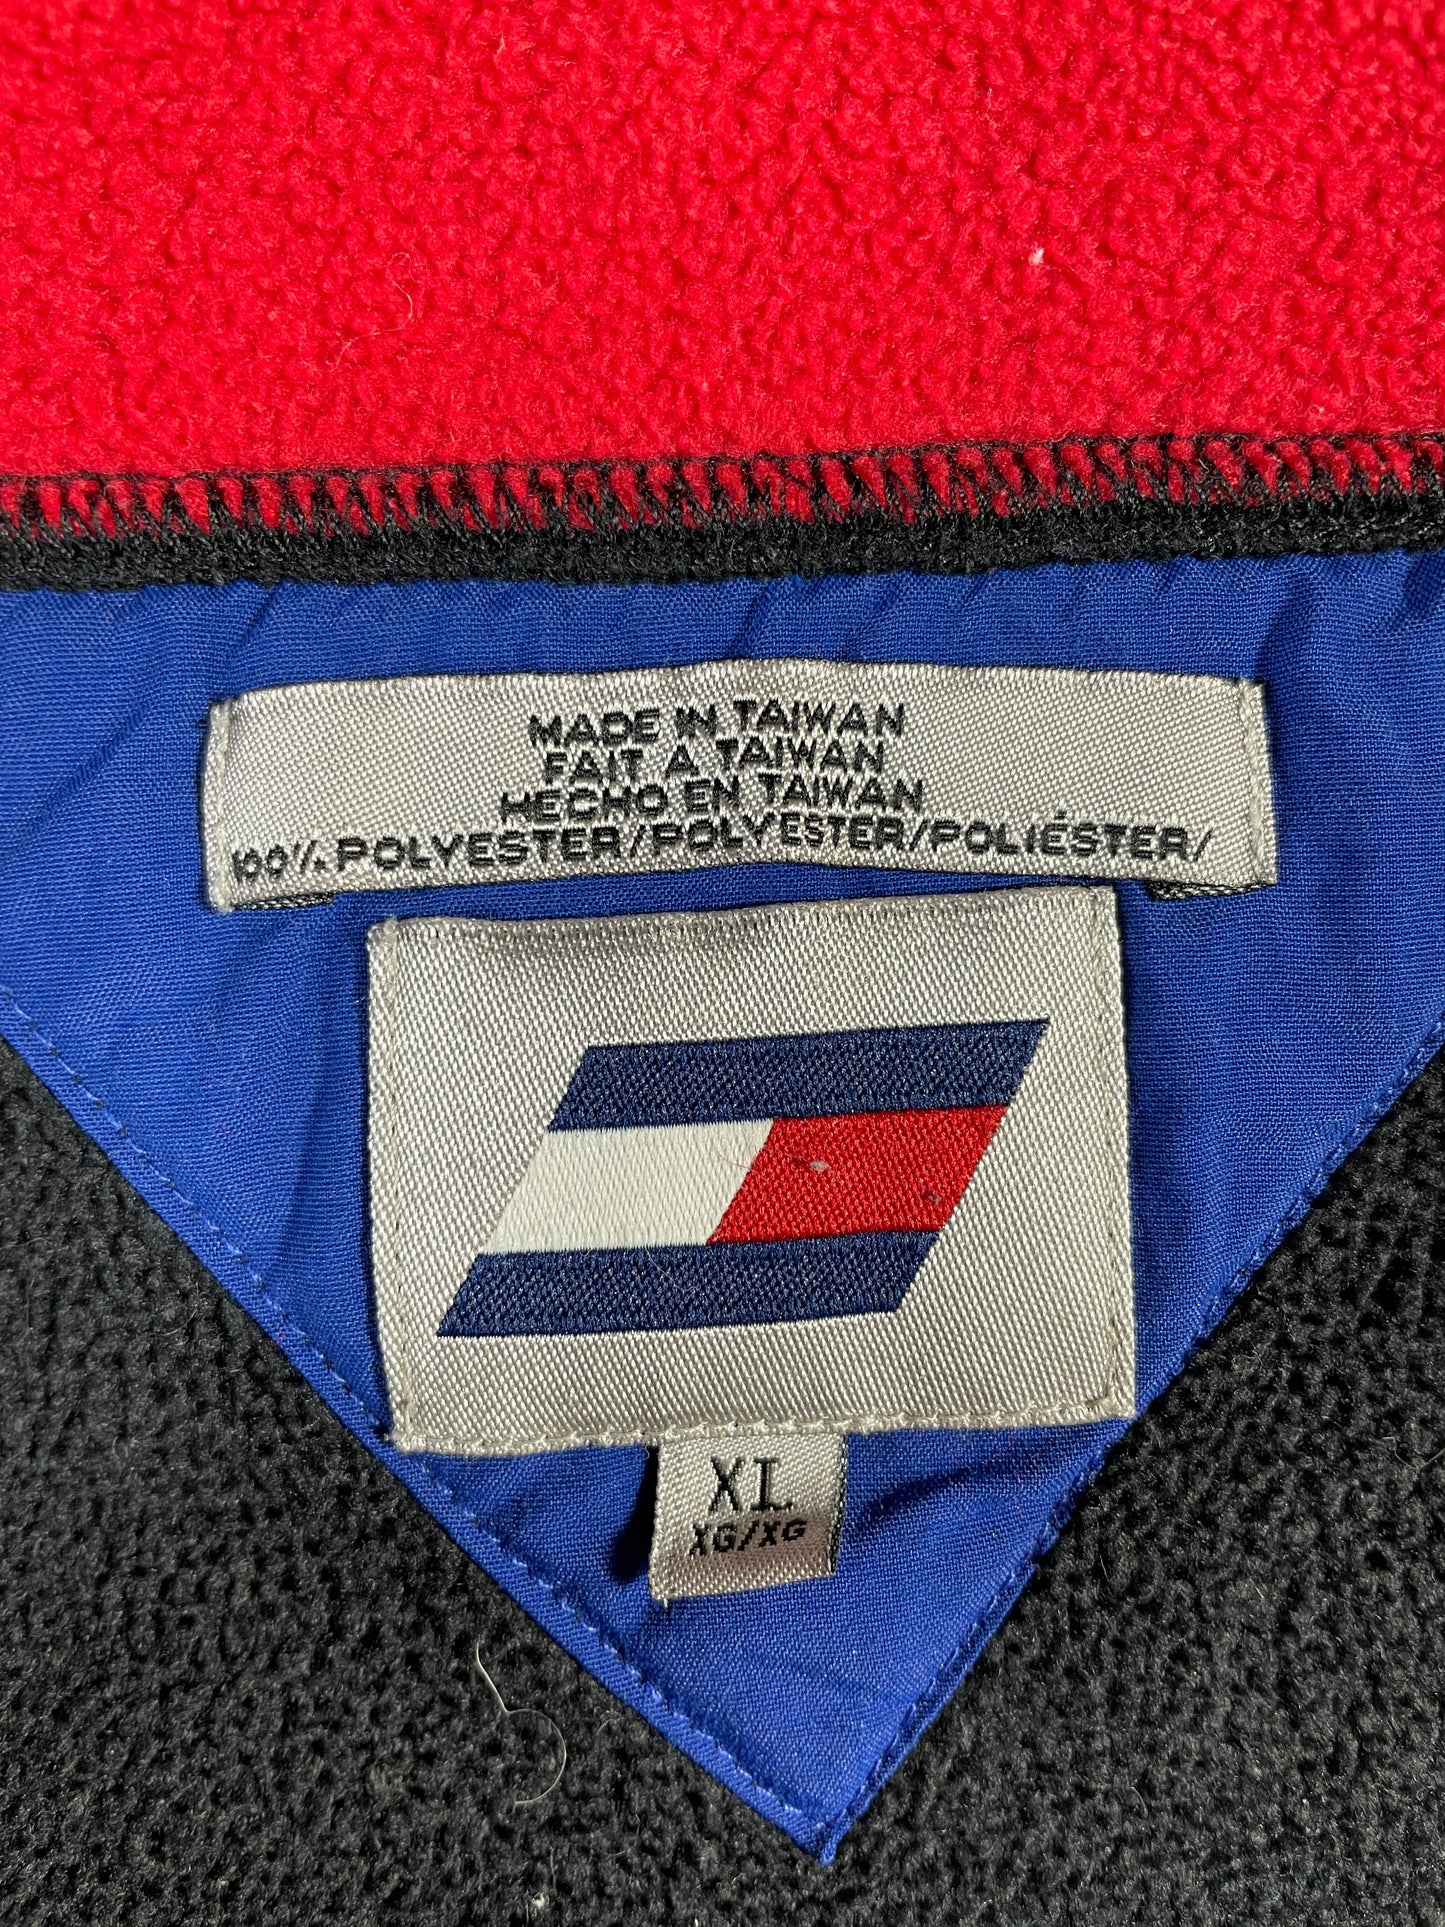 MADE IN TAIWAN
FAIT A TAIWAN
HECHO EN TAIWAN
100% POLYESTER/POLYESTER/POLIÉSTER/
XL
XG/XG